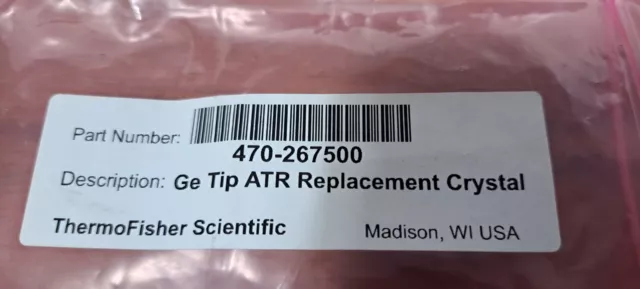 Part Number:
470-267500
Description: Ge Tip ATR Replacement Crystal
ThermoFisher Scientific Madison, WI USA